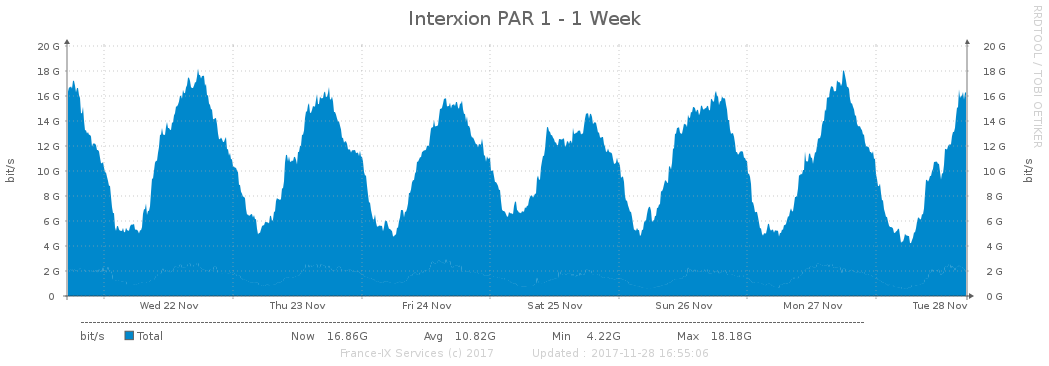 Interxion PAR 1 - 1 Week
RRDTOOL / TOBI OETIKER
bit/s
20 G
18 G
16 G
14 G
12 G
10 G
8 G
6 G
4 G
2 G
0
20 G
18 G
16 G
14 G
12 G
10 G
8 G
6 G
4 G
2 G
0 G
bit/s
Wed 22 Nov Thu 23 Nov Fri 24 Nov Sat 25 Nov Sun 26 Nov Mon 27 Nov Tue 28 Nov
bit/s Total Now 16.86G Avg 10.82G Min 4.22G Max 18.18G
France-IX Services (c) 2017 Updated : 2017-11-28 16:55:06